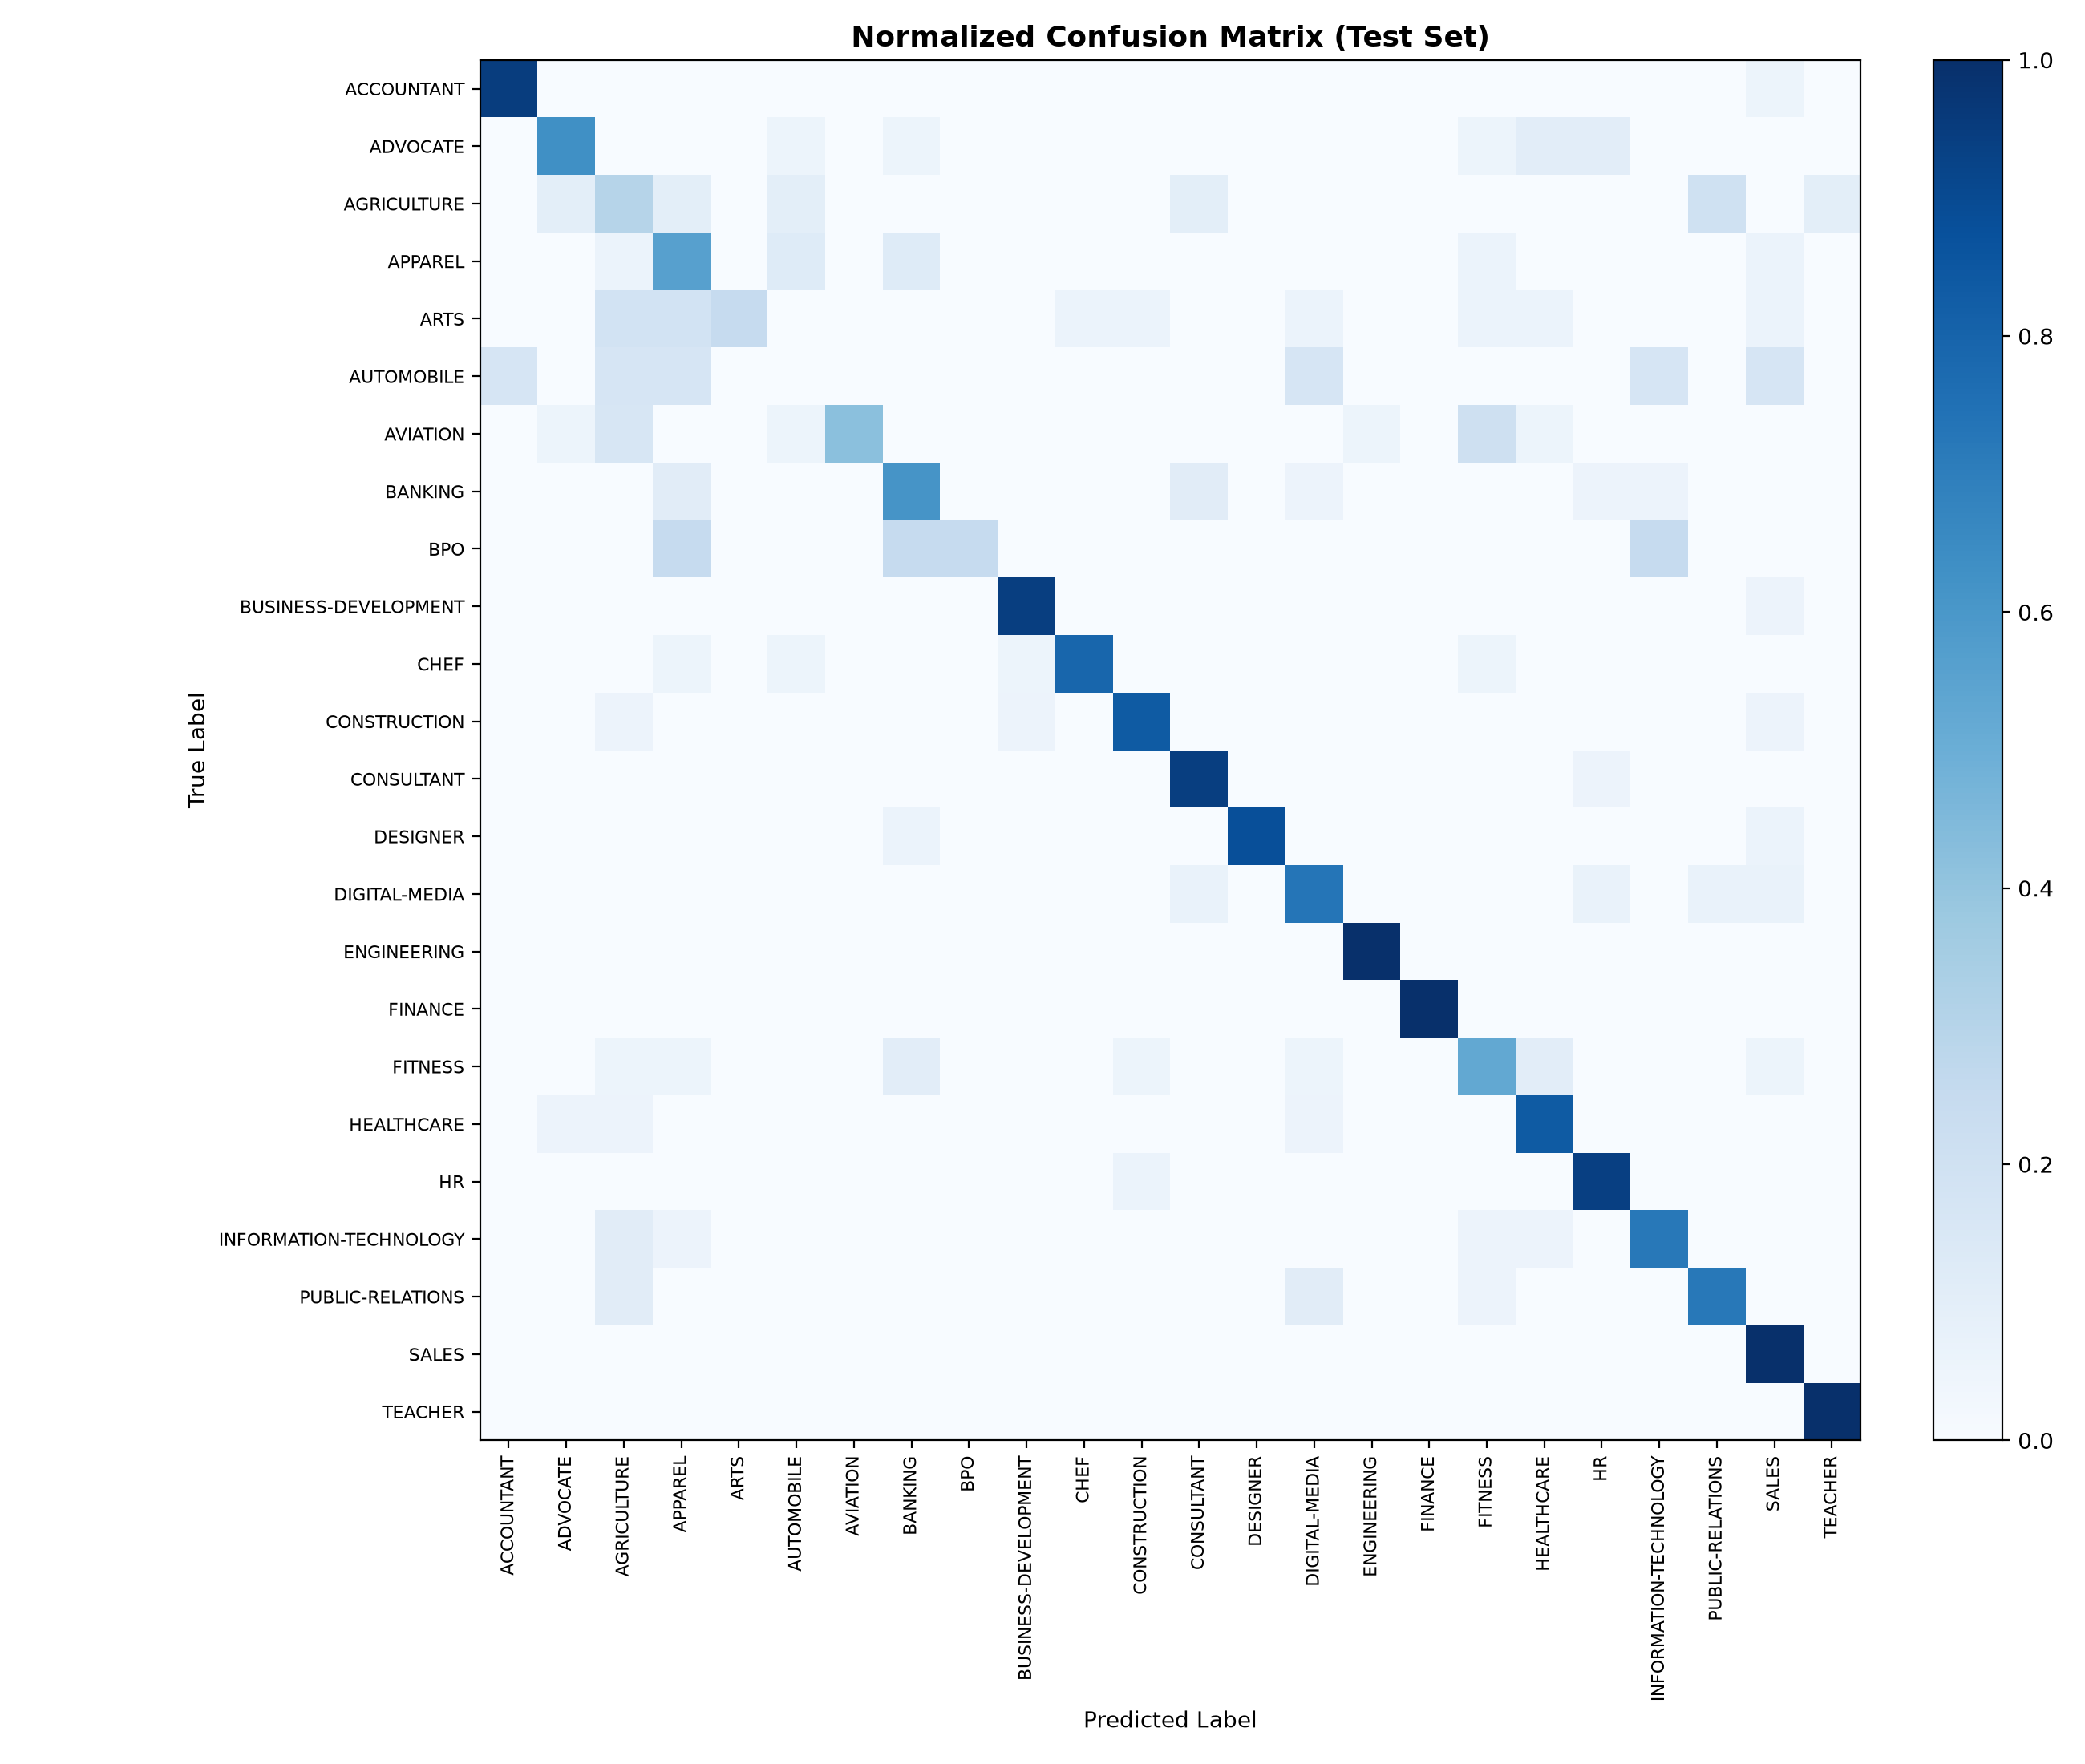 Normalized Confusion Matrix (Test Set)
True Label
ACCOUNTANT
ADVOCATE
AGRICULTURE
APPAREL
ARTS
AUTOMOBILE
AVIATION
BANKING
BPO
BUSINESS-DEVELOPMENT
CHEF
CONSTRUCTION
CONSULTANT
DESIGNER
DIGITAL-MEDIA
ENGINEERING
FINANCE
FITNESS
HEALTHCARE
HR
INFORMATION-TECHNOLOGY
PUBLIC-RELATIONS
SALES
TEACHER
ACCOUNTANT
ADVOCATE
AGRICULTURE
APPAREL
ARTS
AUTOMOBILE
AVIATION
BANKING
BPO
BUSINESS-DEVELOPMENT
CHEF
CONSTRUCTION
CONSULTANT
DESIGNER
DIGITAL-MEDIA
ENGINEERING
FINANCE
FITNESS
HEALTHCARE
HR
INFORMATION-TECHNOLOGY
PUBLIC-RELATIONS
SALES
TEACHER
Predicted Label
1.0
0.8
0.6
0.4
0.2
0.0